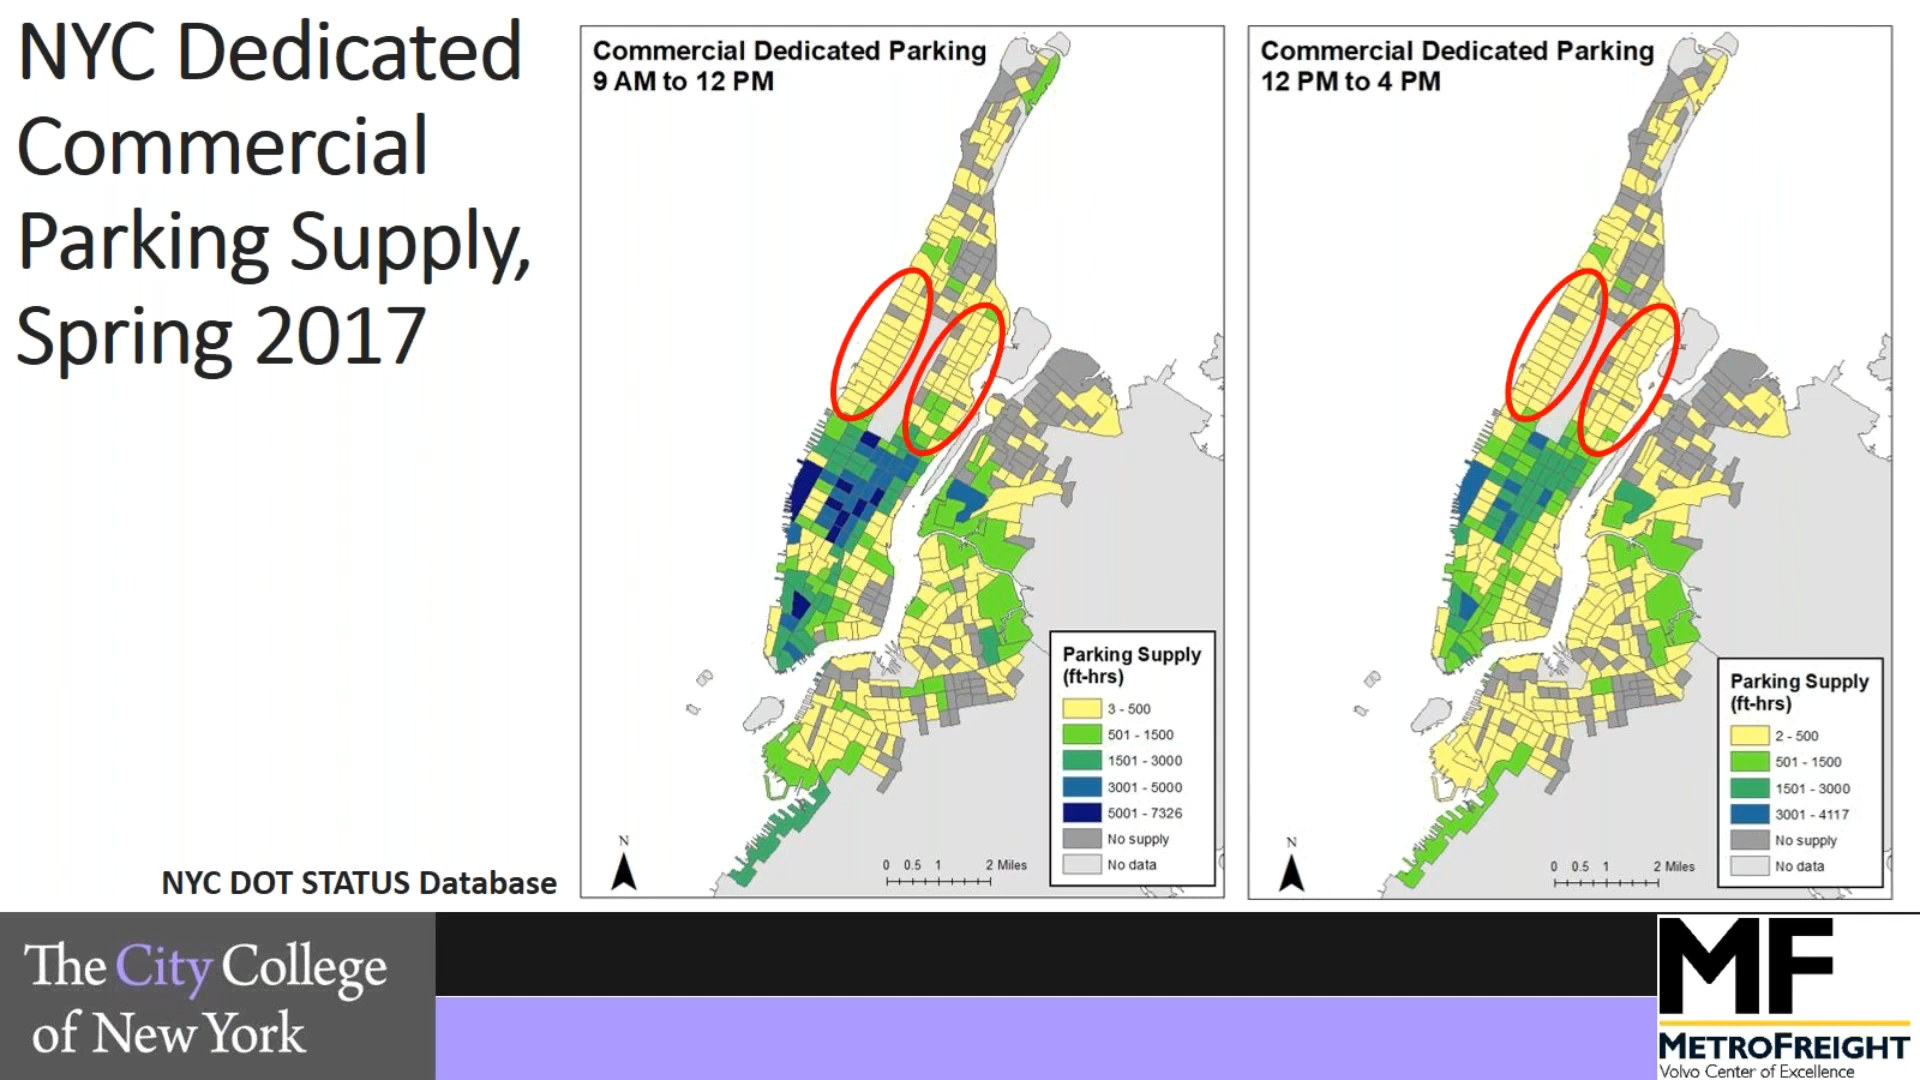 NYC Dedicated
Commercial
Parking Supply,
Spring 2017
NYC DOT STATUS Database
Commercial Dedicated Parking
9 AM to 12 PM
Parking Supply
(ft-hrs)
3 - 500
501 - 1500
1501 - 3000
3001 - 5000
5001 - 7326
No supply
No data
N
0 0.5 1 2 Miles
Commercial Dedicated Parking
12 PM to 4 PM
Parking Supply
(ft-hrs)
2 - 500
501 - 1500
1501 - 3000
3001 - 4117
No supply
No data
N
0 0.5 1 2 Miles
The City College
of New York
MF
METROFREIGHT
Volvo Center of Excellence